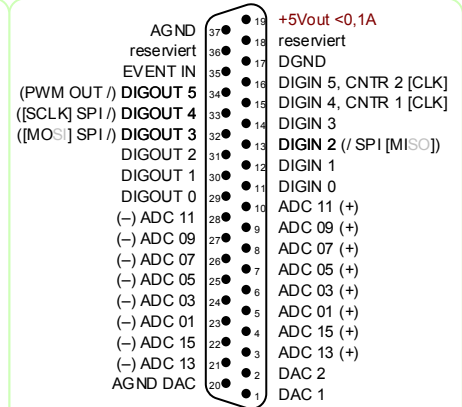 AGND 37 19 +5Vout <0,1A
reserviert 36 18 reserviert
EVENT IN 35 17 DGND
(PWM OUT /) DIGOUT 5 34 16 DIGIN 5, CNTR 2 [CLK]
([SCLK] SPI /) DIGOUT 4 33 15 DIGIN 4, CNTR 1 [CLK]
([MOSI] SPI /) DIGOUT 3 32 14 DIGIN 3
DIGOUT 2 31 13 DIGIN 2 (/ SPI [MISO])
DIGOUT 1 30 12 DIGIN 1
DIGOUT 0 29 11 DIGIN 0
(–) ADC 11 28 10 ADC 11 (+)
(–) ADC 09 27 9 ADC 09 (+)
(–) ADC 07 26 8 ADC 07 (+)
(–) ADC 05 25 7 ADC 05 (+)
(–) ADC 03 24 6 ADC 03 (+)
(–) ADC 01 23 5 ADC 01 (+)
(–) ADC 15 22 4 ADC 15 (+)
(–) ADC 13 21 3 ADC 13 (+)
AGND DAC 20 2 DAC 2
1 DAC 1